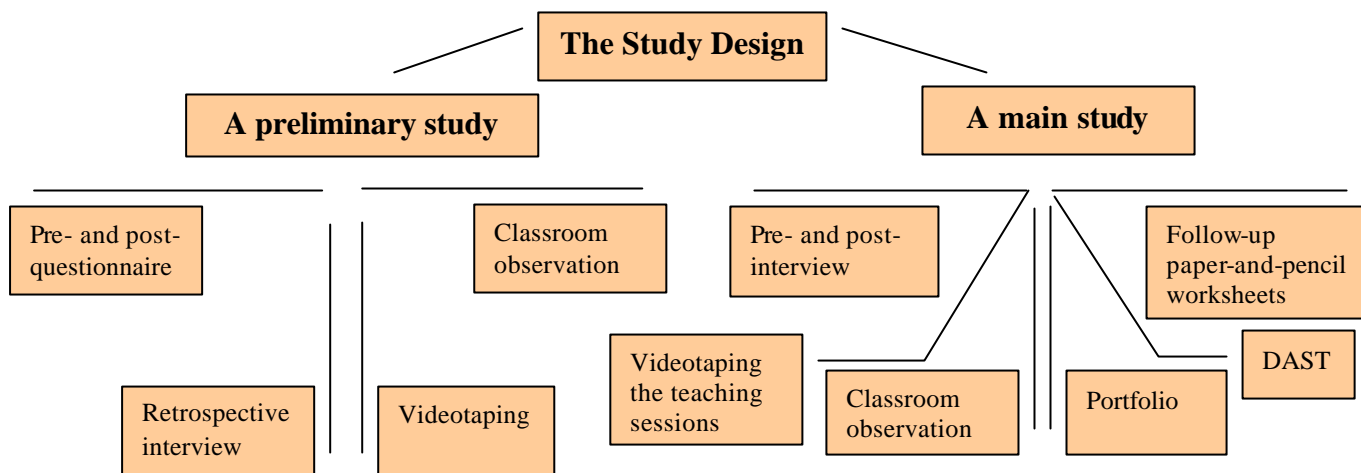 The Study Design
A preliminary study
A main study
Pre- and post-
questionnaire
Classroom
observation
Pre- and post-
interview
Follow-up
paper-and-pencil
worksheets
Retrospective
interview
Videotaping
Videotaping
the teaching
sessions
Classroom
observation
Portfolio
DAST